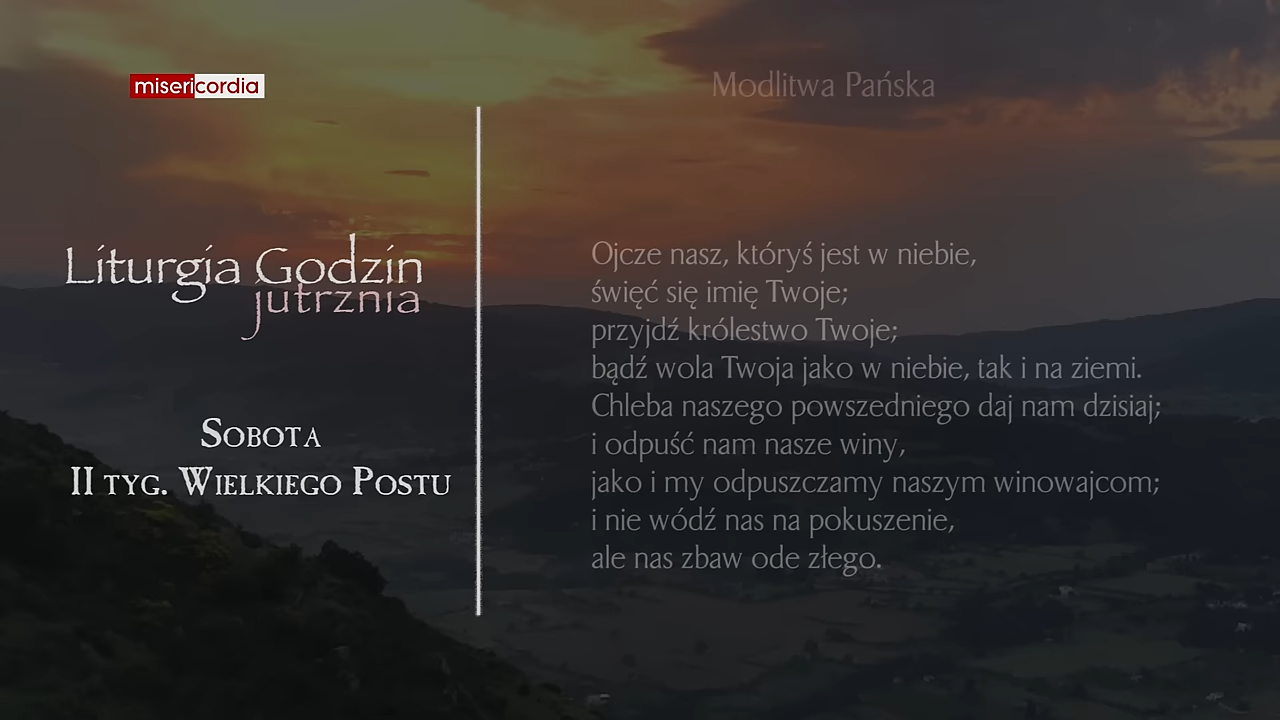 misericordia
Liturgia Godzin
jutrznia
Sobota
II tyg. Wielkiego Postu
Modlitwa Pańska
Ojcze nasz, któryś jest w niebie,
święć się imię Twoje;
przyjdź królestwo Twoje;
bądź wola Twoja jako w niebie, tak i na ziemi.
Chleba naszego powszedniego daj nam dzisiaj;
i odpuść nam nasze winy,
jako i my odpuszczamy naszym winowajcom;
i nie wódź nas na pokuszenie,
ale nas zbaw ode złego.